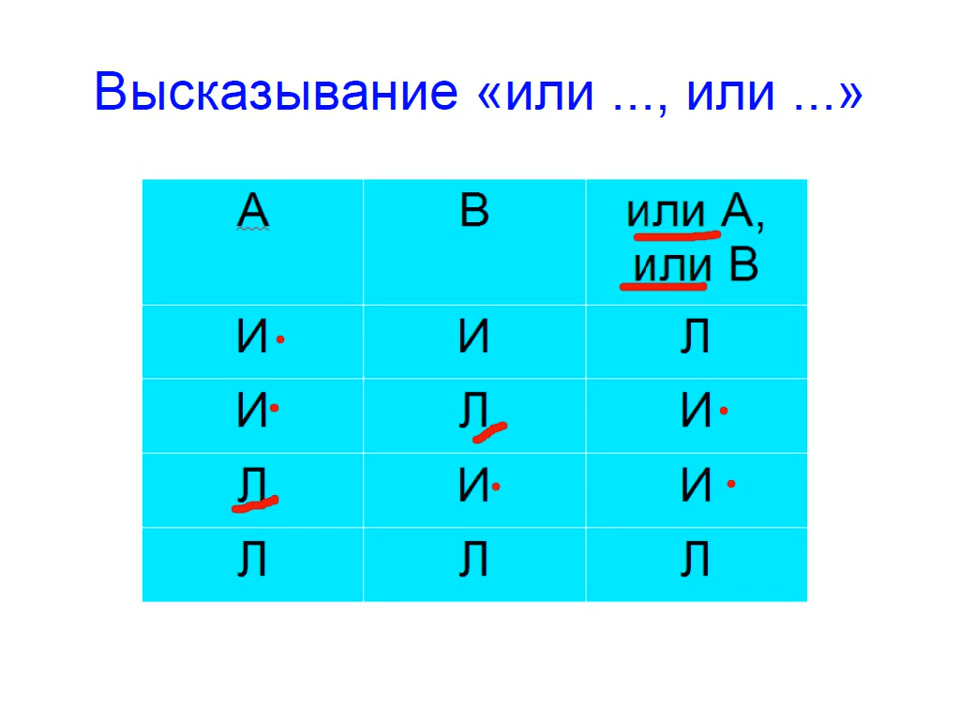 Высказывание «или ..., или ...»
А В или А,
или В
И И Л
И Л И
Л И И
Л Л Л